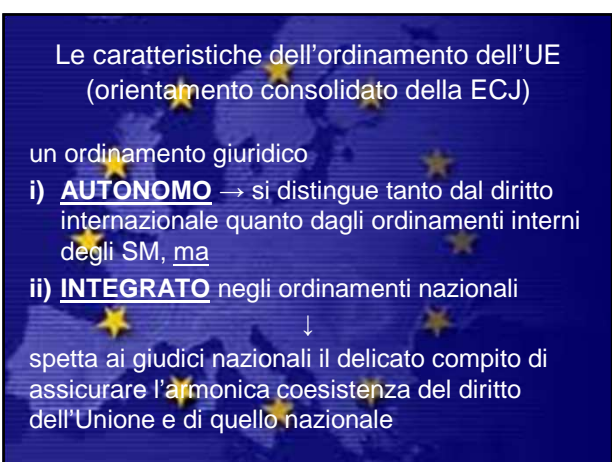 Le caratteristiche dell'ordinamento dell'UE
(orientamento consolidato della ECJ)
un ordinamento giuridico
i) AUTONOMO → si distingue tanto dal diritto
internazionale quanto dagli ordinamenti interni
degli SM, ma
ii) INTEGRATO negli ordinamenti nazionali
↓
spetta ai giudici nazionali il delicato compito di
assicurare l'armonica coesistenza del diritto
dell'Unione e di quello nazionale